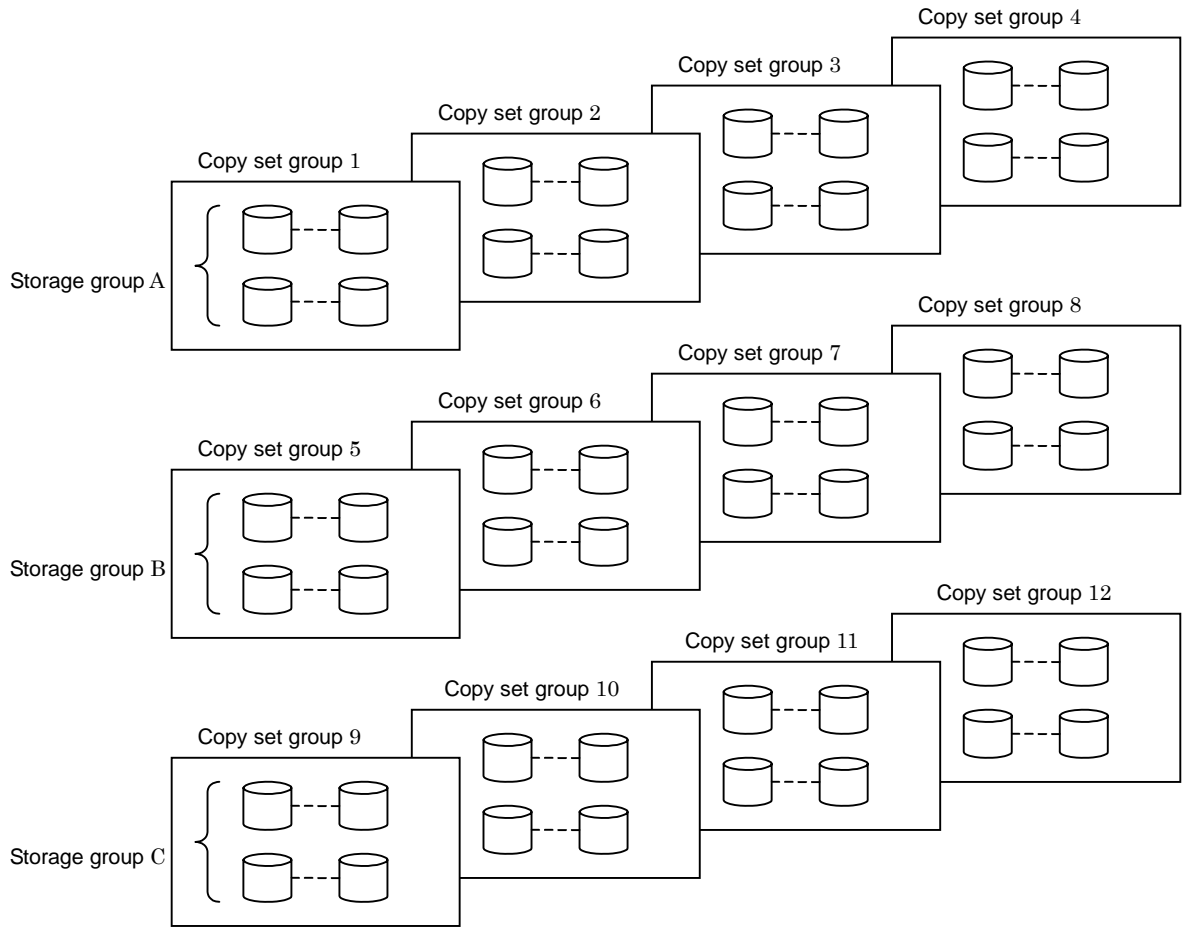 Copy set group 4
Copy set group 3
Copy set group 2
Copy set group 1
Storage group A
Copy set group 8
Copy set group 7
Copy set group 6
Copy set group 5
Storage group B
Copy set group 12
Copy set group 11
Copy set group 10
Copy set group 9
Storage group C